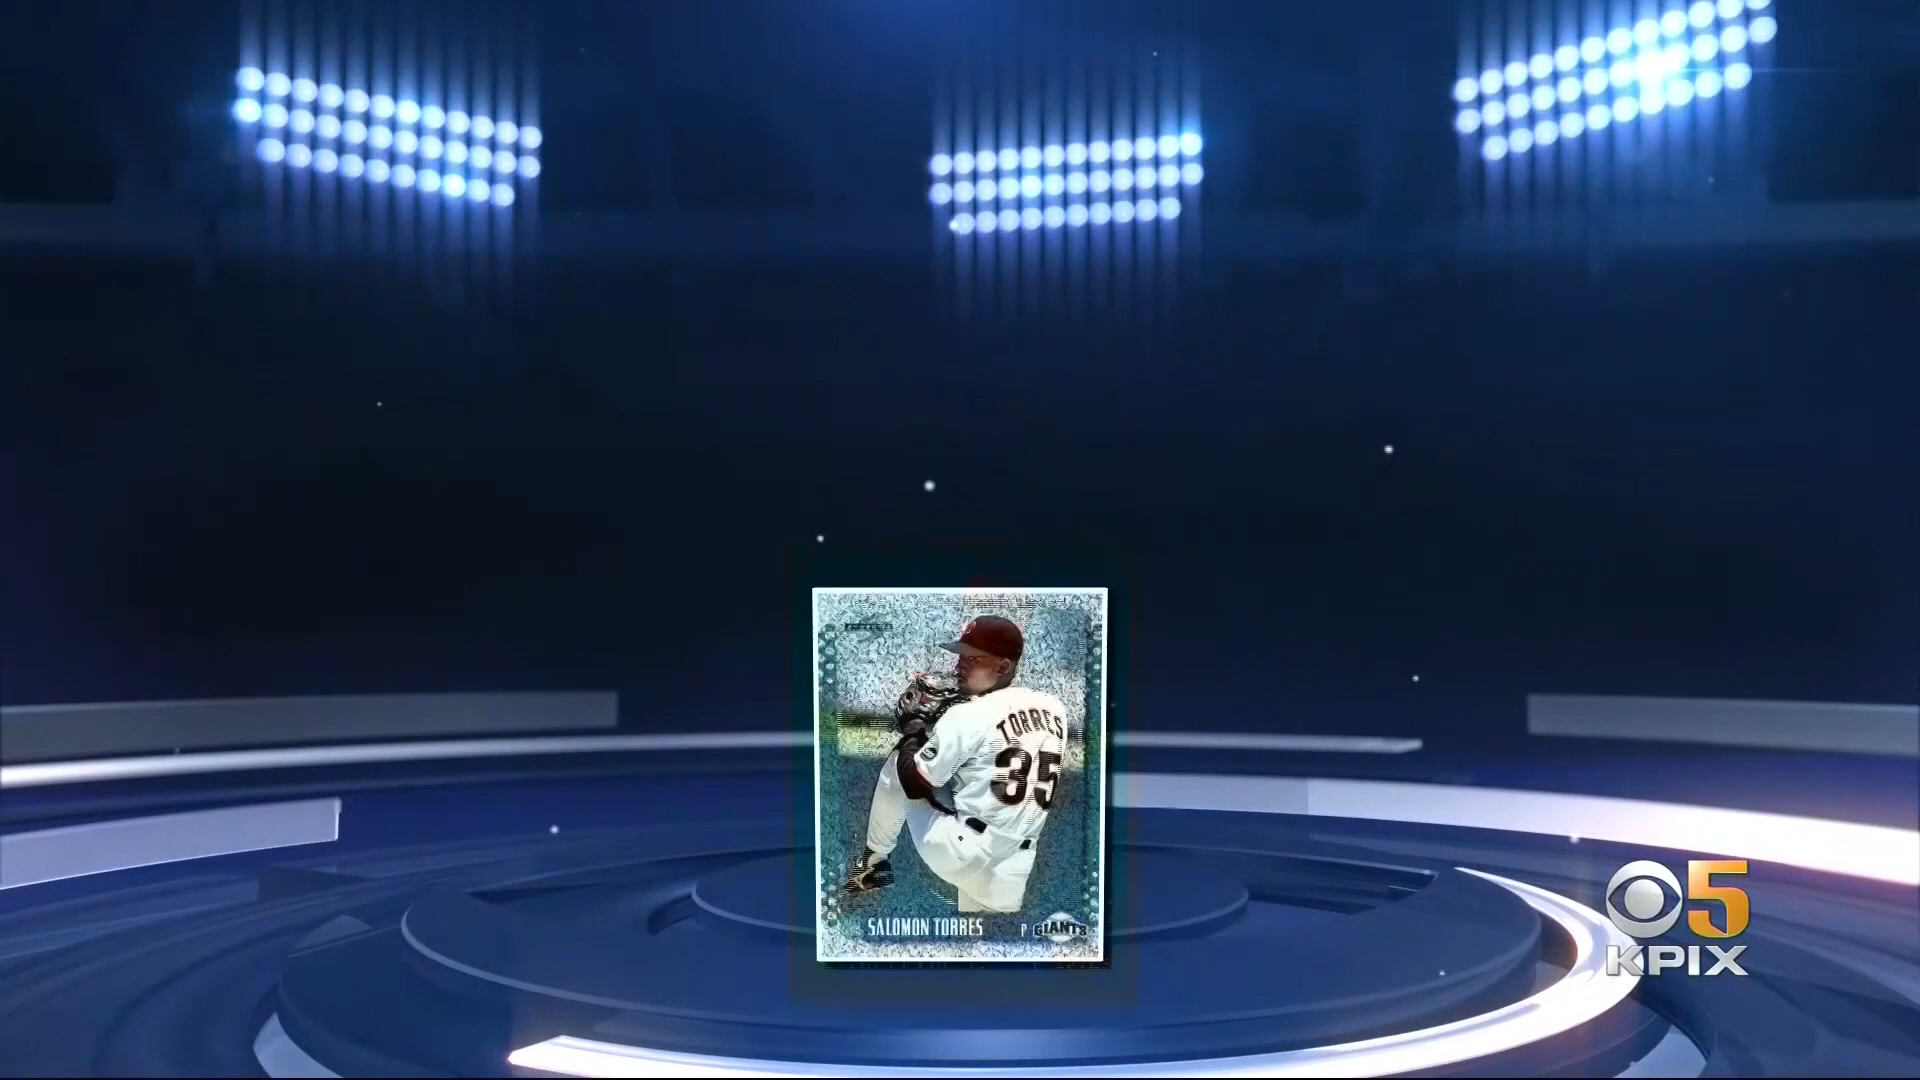 TORRES
35
SALOMON TORRES
P GIANTS
5
KPIX